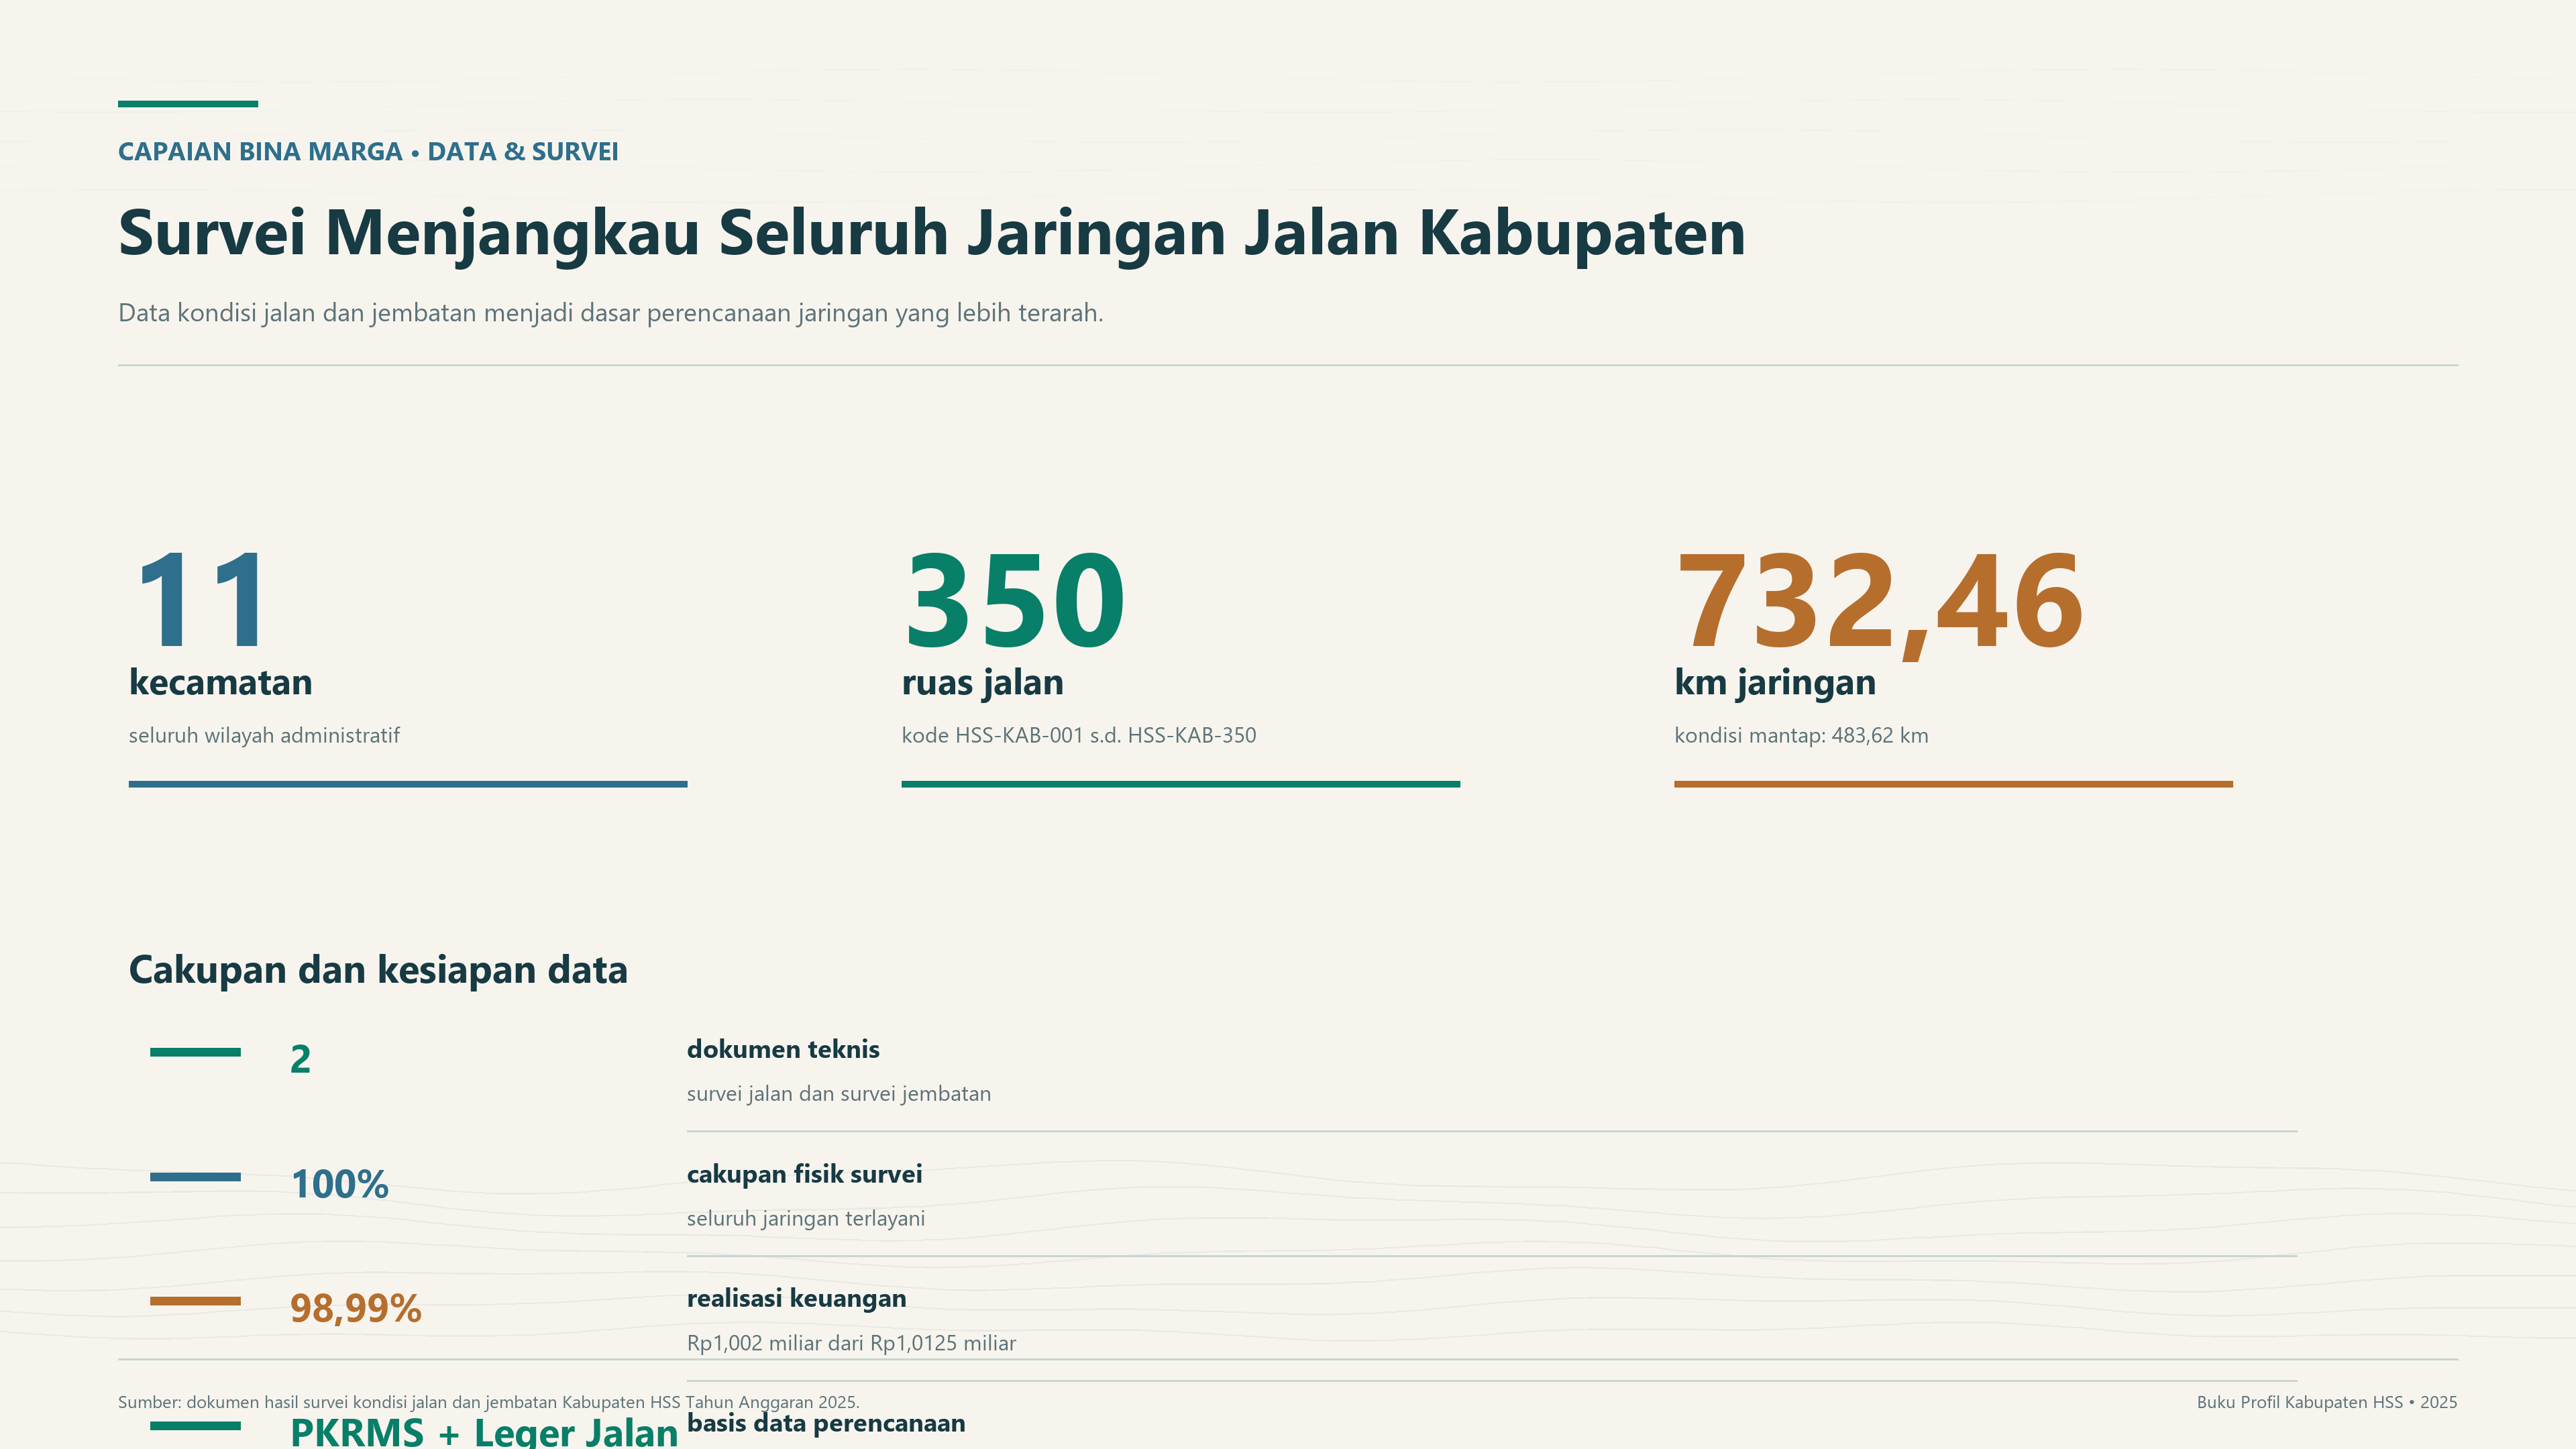 CAPAIAN BINA MARGA • DATA & SURVEI
Survei Menjangkau Seluruh Jaringan Jalan Kabupaten
Data kondisi jalan dan jembatan menjadi dasar perencanaan jaringan yang lebih terarah.
11
kecamatan
seluruh wilayah administratif
350
ruas jalan
kode HSS-KAB-001 s.d. HSS-KAB-350
732,46
km jaringan
kondisi mantap: 483,62 km
Cakupan dan kesiapan data
2
dokumen teknis
survei jalan dan survei jembatan
100%
cakupan fisik survei
seluruh jaringan terlayani
98,99%
realisasi keuangan
Rp1,002 miliar dari Rp1,0125 miliar
Sumber: dokumen hasil survei kondisi jalan dan jembatan Kabupaten HSS Tahun Anggaran 2025.
Buku Profil Kabupaten HSS • 2025
PKRMS + Leger Jalan
basis data perencanaan